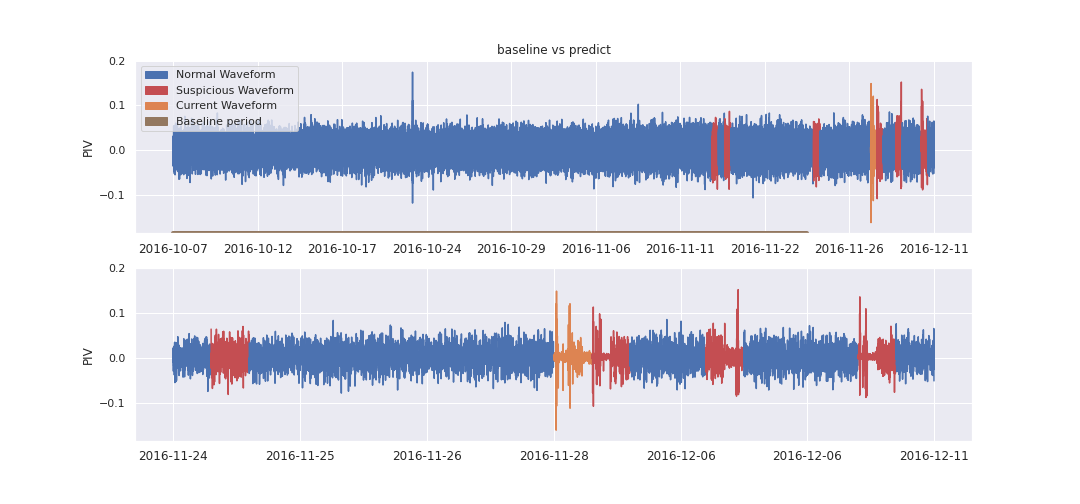 baseline vs predict
0.2
Normal Waveform
Suspicious Waveform
0.1
Current Waveform
Baseline period
PIV
0.0
−0.1
2016-10-07 2016-10-12 2016-10-17 2016-10-24 2016-10-29 2016-11-06 2016-11-11 2016-11-22 2016-11-26 2016-12-11
0.2
0.1
PIV
0.0
−0.1
2016-11-24 2016-11-25 2016-11-26 2016-11-28 2016-12-06 2016-12-06 2016-12-11